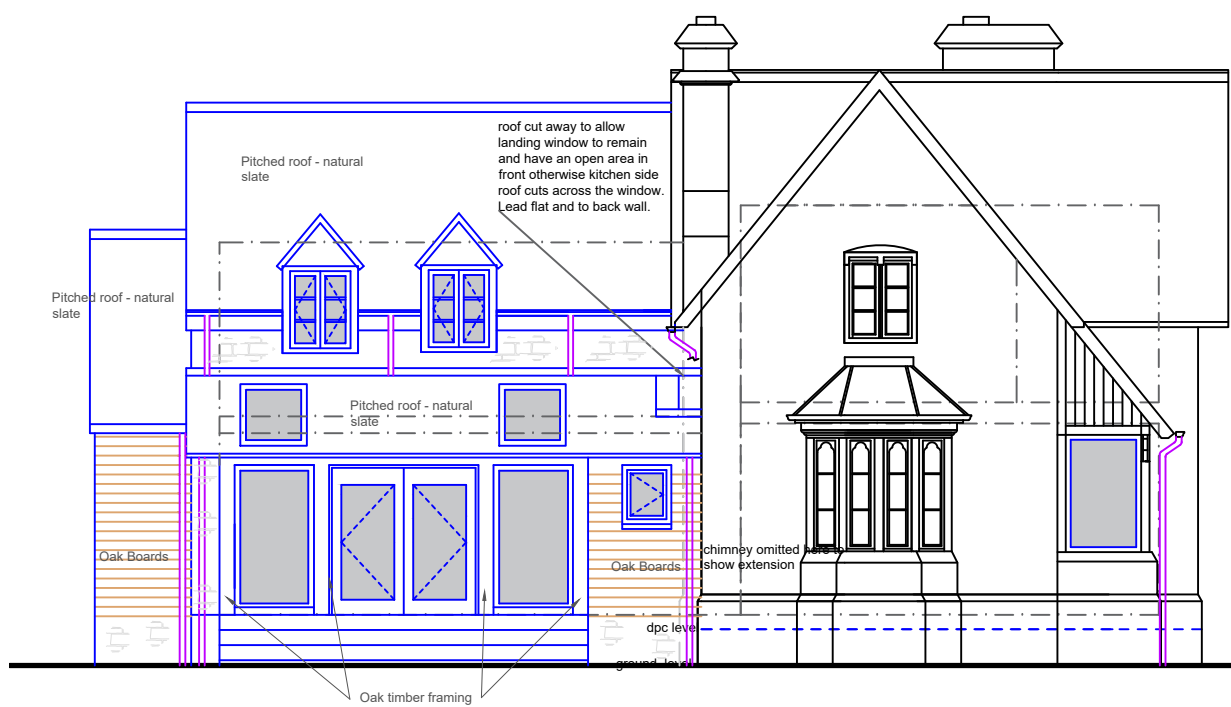 roof cut away to allow
landing window to remain
and have an open area in
front otherwise kitchen side
roof cuts across the window.
Lead flat and to back wall.
Pitched roof - natural
slate
Pitched roof - natural
slate
Pitched roof - natural
slate
Oak Boards
Oak Boards
chimney omitted here to
show extension
dpc level
ground level
Oak timber framing